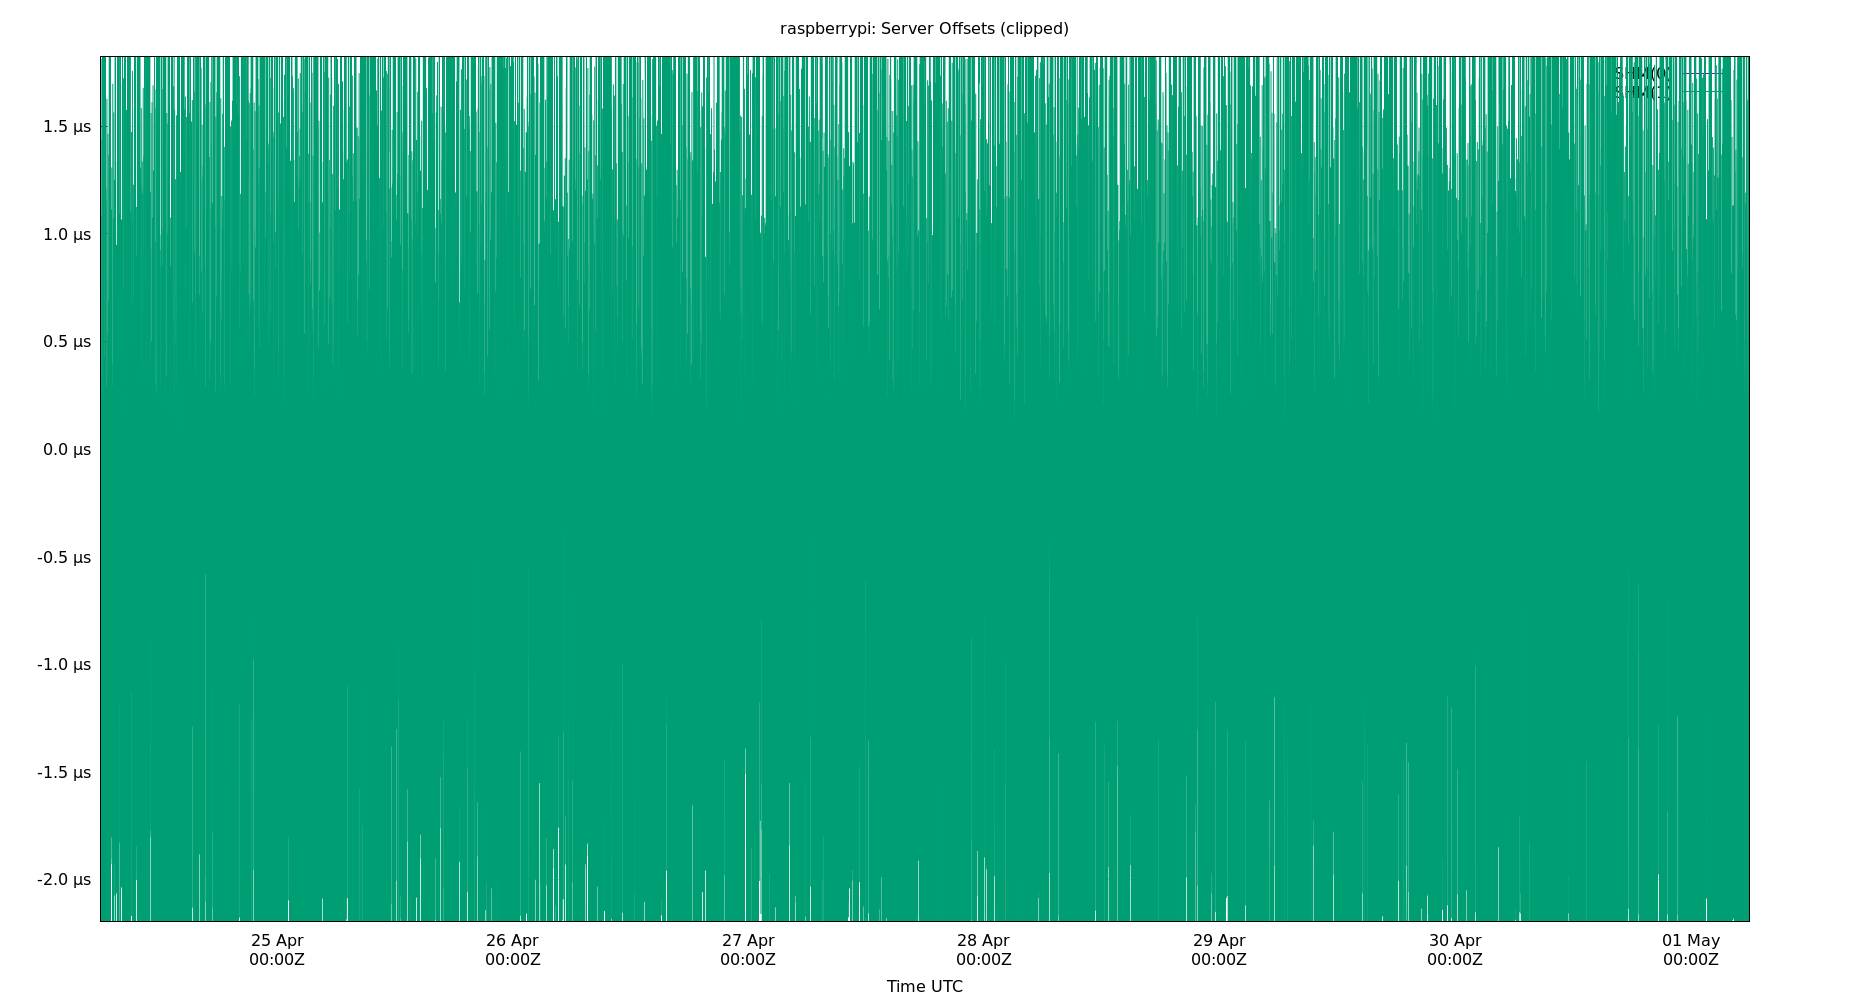 raspberrypi: Server Offsets (clipped)
SHM(0)
1.5 µs
1.0 µs
0.5 µs
0.0 µs
-0.5 µs
-1.0 µs
-1.5 µs
-2.0 µs
25 Apr
00:00Z
26 Apr
00:00Z
27 Apr
00:00Z
28 Apr
00:00Z
29 Apr
00:00Z
30 Apr
00:00Z
01 May
00:00Z
Time UTC